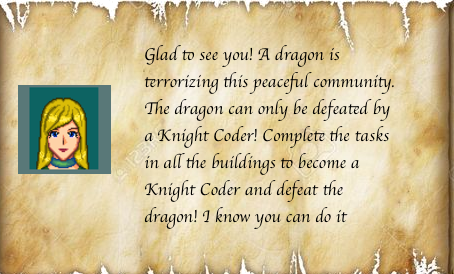 Glad to see you! A dragon is
terrorizing this peaceful community.
The dragon can only be defeated by
a Knight Coder! Complete the tasks
in all the buildings to become a
Knight Coder and defeat the
dragon! I know you can do it